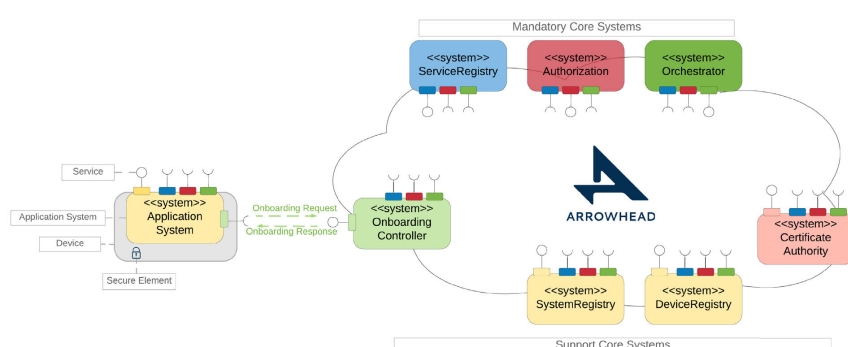 Mandatory Core Systems
<<system>>
ServiceRegistry
<<system>>
Authorization
<<system>>
Orchestrator
Service
Application System
Device
Secure Element
<<system>>
Application
System
Onboarding Request
Onboarding Response
<<system>>
Onboarding
Controller
ARROWHEAD
<<system>>
Certificate
Authority
<<system>>
SystemRegistry
<<system>>
DeviceRegistry
Support Core Systems